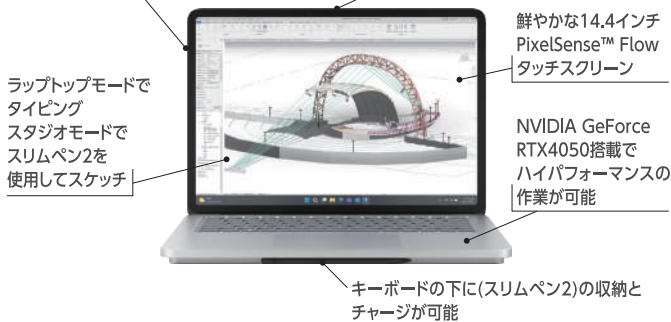 鮮やかな14.4インチ
PixelSense™ Flow
タッチスクリーン
ラップトップモードで
タイピング
スタジオモードで
スリムペン2を
使用してスケッチ
NVIDIA GeForce
RTX4050搭載で
ハイパフォーマンスの
作業が可能
キーボードの下に(スリムペン2)の収納と
チャージが可能